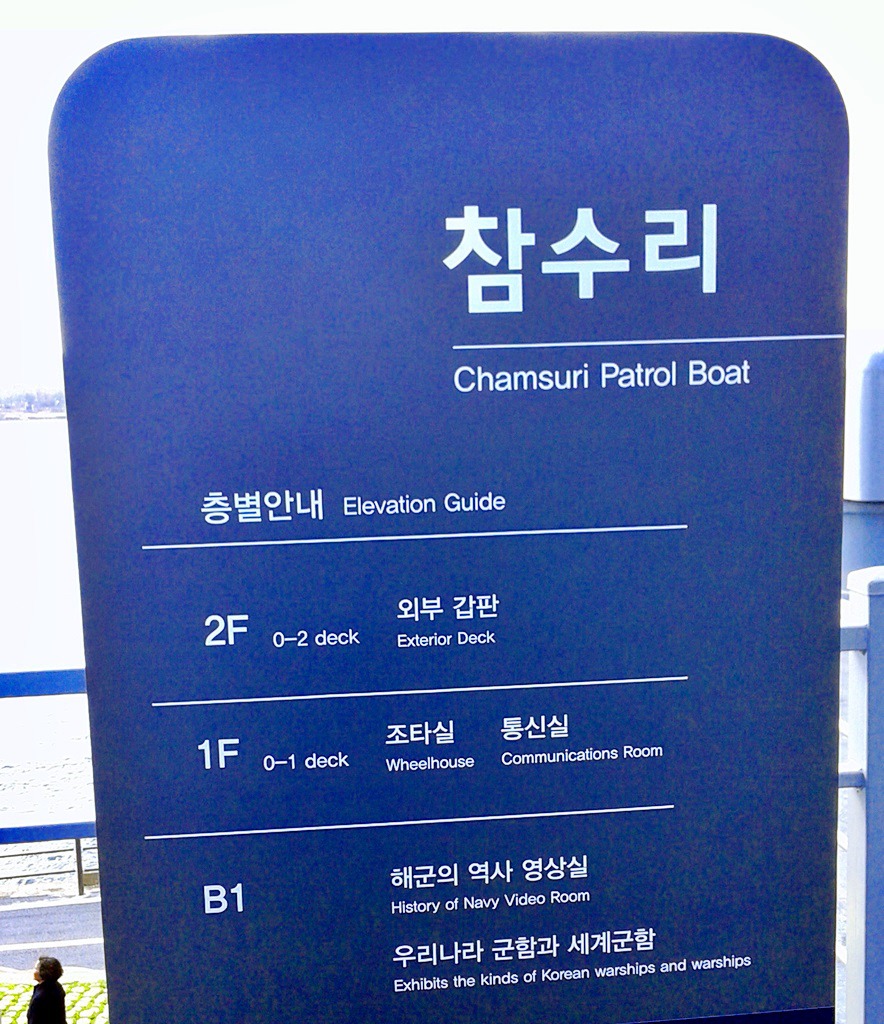 참수리
Chamsuri Patrol Boat
층별안내 Elevation Guide
2F 0-2 deck 외부 갑판
Exterior Deck
1F 0-1 deck 조타실 통신실
Wheelhouse Communications Room
B1 해군의 역사 영상실
History of Navy Video Room
우리나라 군함과 세계군함
Exhibits the kinds of Korean warships and warships